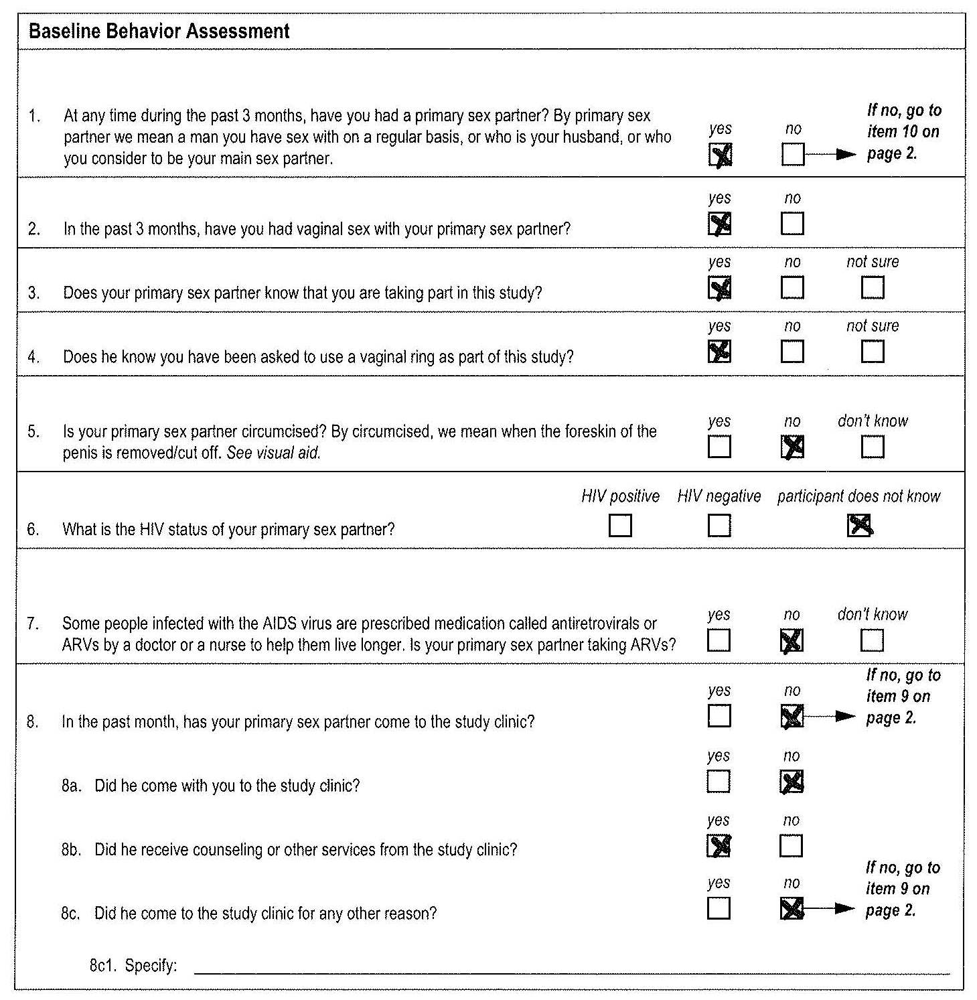 Baseline Behavior Assessment
1. At any time during the past 3 months, have you had a primary sex partner? By primary sex
partner we mean a man you have sex with on a regular basis, or who is your husband, or who
you consider to be your main sex partner.
yes no
If no, go to
item 10 on
page 2.
yes no
2. In the past 3 months, have you had vaginal sex with your primary sex partner?
yes no not sure
3. Does your primary sex partner know that you are taking part in this study?
yes no not sure
4. Does he know you have been asked to use a vaginal ring as part of this study?
yes no don't know
5. Is your primary sex partner circumcised? By circumcised, we mean when the foreskin of the
penis is removed/cut off. See visual aid.
HIV positive HIV negative participant does not know
6. What is the HIV status of your primary sex partner?
yes no don't know
7. Some people infected with the AIDS virus are prescribed medication called antiretrovirals or
ARVs by a doctor or a nurse to help them live longer. Is your primary sex partner taking ARVs?
yes no
If no, go to
item 9 on
page 2.
8. In the past month, has your primary sex partner come to the study clinic?
yes no
8a. Did he come with you to the study clinic?
yes no
8b. Did he receive counseling or other services from the study clinic?
yes no
If no, go to
item 9 on
page 2.
8c. Did he come to the study clinic for any other reason?
8c1. Specify: